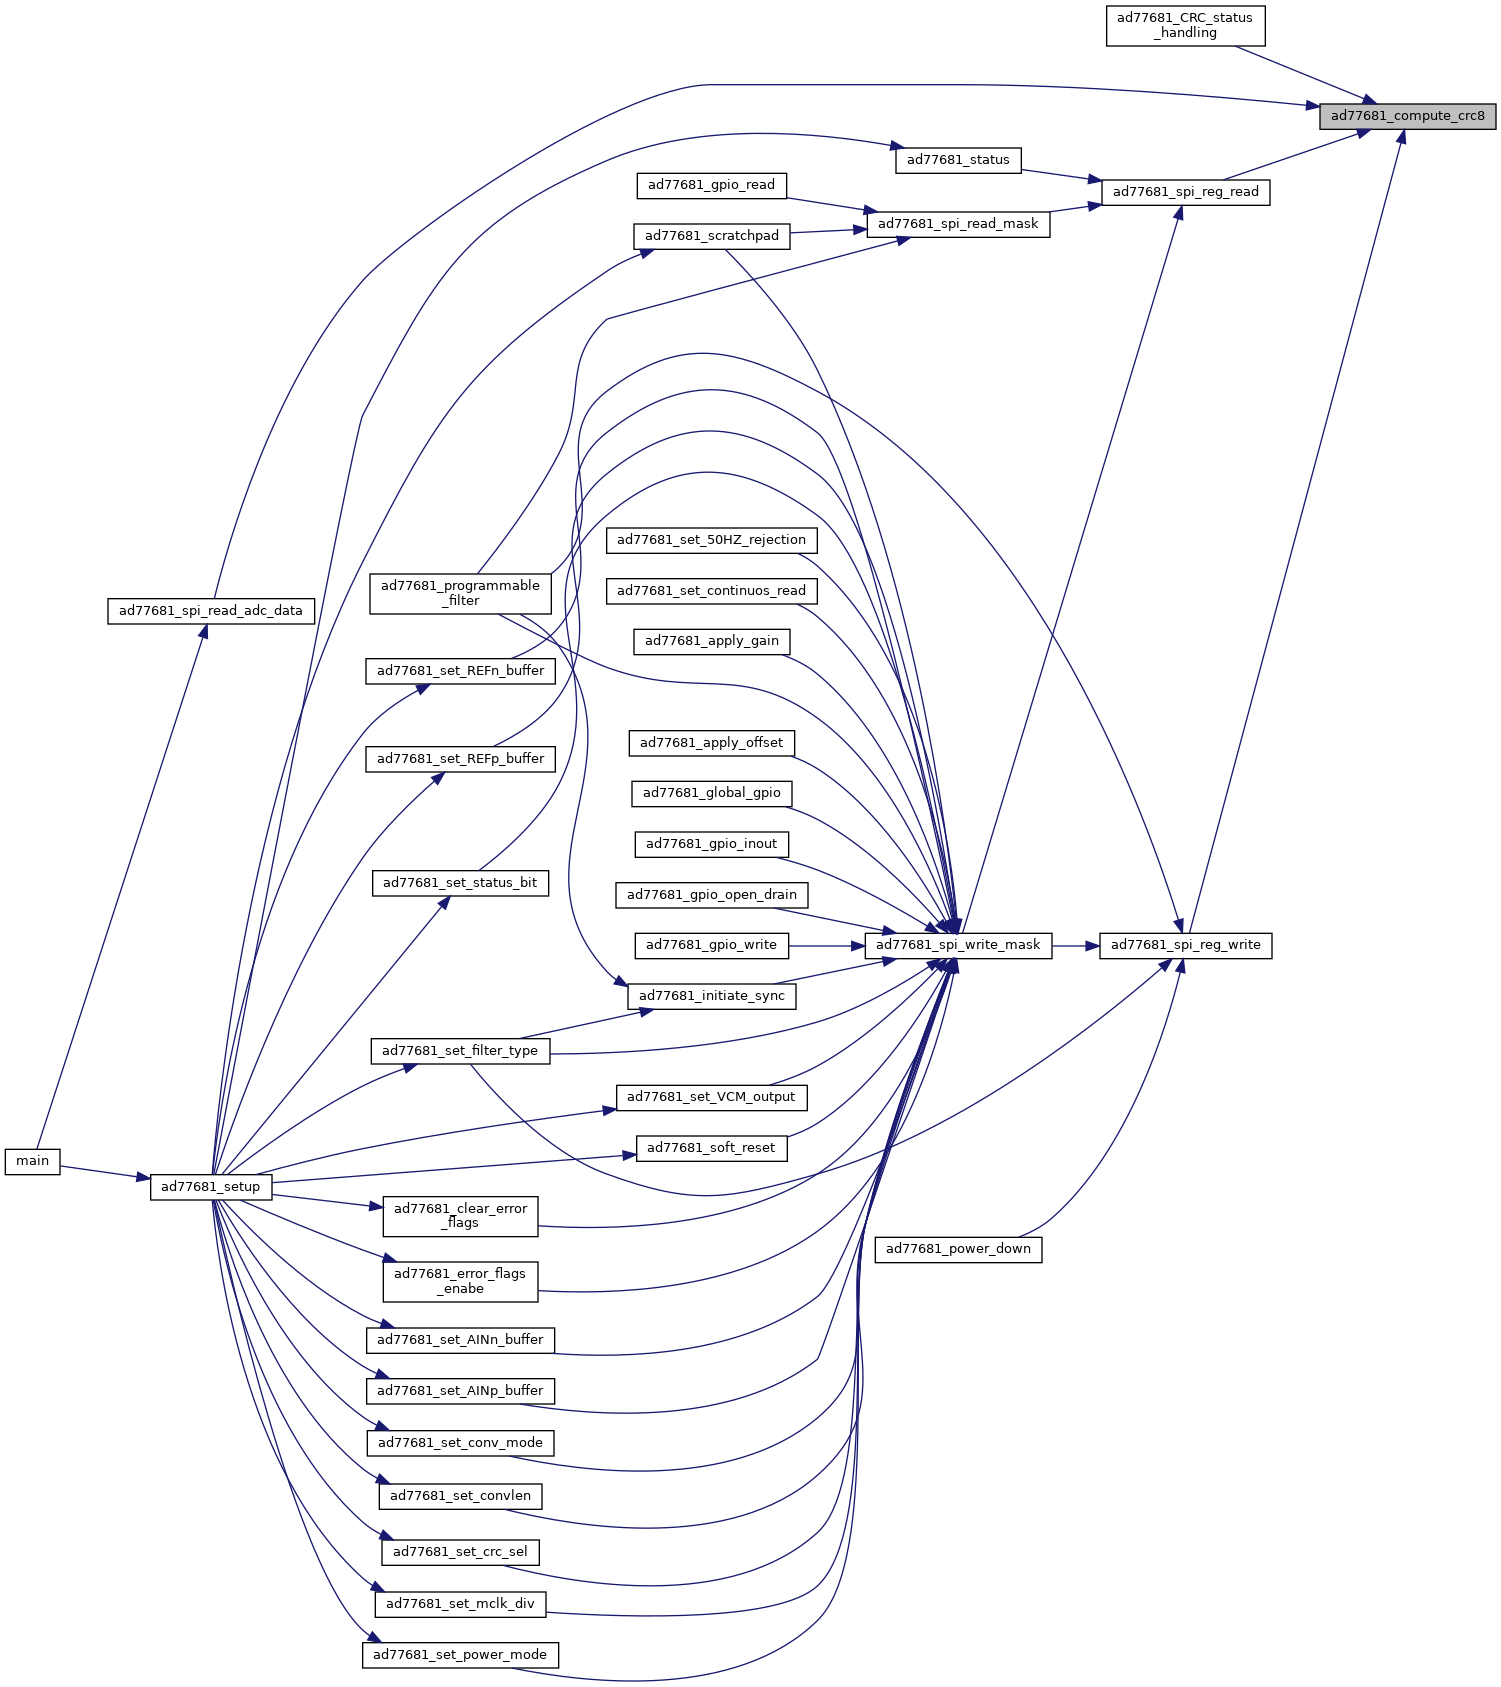 ad77681_CRC_status
_handling
ad77681_compute_crc8
ad77681_status
ad77681_gpio_read
ad77681_spi_reg_read
ad77681_spi_read_mask
ad77681_scratchpad
ad77681_set_50HZ_rejection
ad77681_programmable
_filter
ad77681_set_continuos_read
ad77681_spi_read_adc_data
ad77681_apply_gain
ad77681_set_REFn_buffer
ad77681_apply_offset
ad77681_set_REFp_buffer
ad77681_global_gpio
ad77681_gpio_inout
ad77681_set_status_bit
ad77681_gpio_open_drain
ad77681_gpio_write
ad77681_spi_write_mask
ad77681_spi_reg_write
ad77681_initiate_sync
ad77681_set_filter_type
ad77681_set_VCM_output
ad77681_soft_reset
main
ad77681_setup
ad77681_clear_error
_flags
ad77681_power_down
ad77681_error_flags
_enabe
ad77681_set_AINn_buffer
ad77681_set_AINp_buffer
ad77681_set_conv_mode
ad77681_set_convlen
ad77681_set_crc_sel
ad77681_set_mclk_div
ad77681_set_power_mode